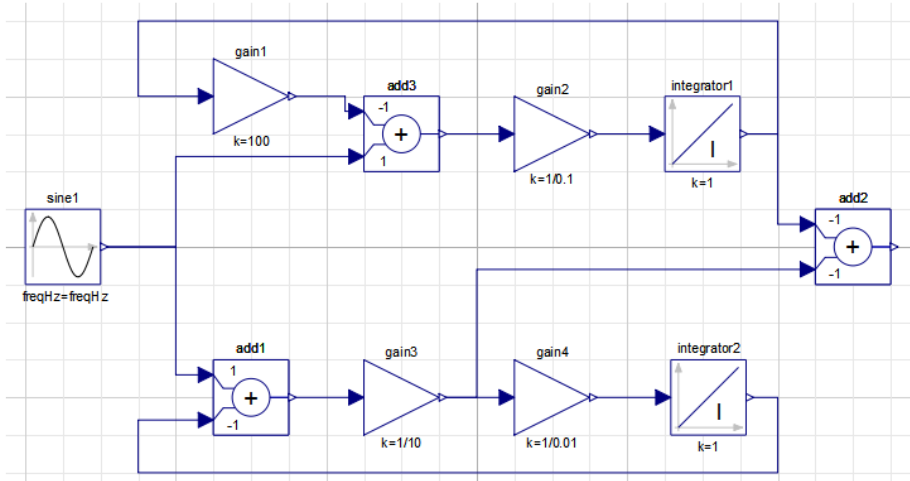 gain1
-1
add3
+
1
k=100
gain2
k=1/0.1
integrator1
I
k=1
sine1
freqHz=freqHz
add2
-1
+
-1
add1
1
+
-1
gain3
k=1/10
gain4
k=1/0.01
integrator2
I
k=1